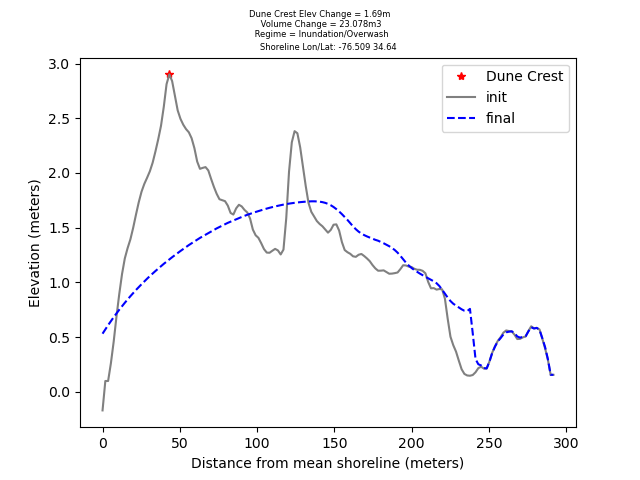 Dune Crest Elev Change = 1.69m
Volume Change = 23.078m3
Regime = Inundation/Overwash
Shoreline Lon/Lat: -76.509 34.64
Dune Crest
init
final
Elevation (meters)
3.0
2.5
2.0
1.5
1.0
0.5
0.0
0 50 100 150 200 250 300
Distance from mean shoreline (meters)